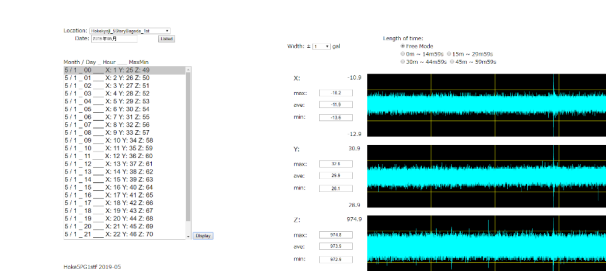 Location:
Date:
Month / Day _ Hour ___ MaxMin
5 / 1 _ 00 ___ X: 1 Y: 25 Z: 49
5 / 1 _ 01 ___ X: 2 Y: 26 Z: 50
5 / 1 _ 02 ___ X: 3 Y: 27 Z: 51
5 / 1 _ 03 ___ X: 4 Y: 28 Z: 52
5 / 1 _ 04 ___ X: 5 Y: 29 Z: 53
5 / 1 _ 05 ___ X: 6 Y: 30 Z: 54
5 / 1 _ 07 ___ X: 7 Y: 31 Z: 55
5 / 1 _ 08 ___ X: 8 Y: 32 Z: 56
5 / 1 _ 08 ___ X: 9 Y: 33 Z: 57
5 / 1 _ 09 ___ X: 10 Y: 34 Z: 58
5 / 1 _ 10 ___ X: 11 Y: 35 Z: 59
5 / 1 _ 11 ___ X: 12 Y: 36 Z: 60
5 / 1 _ 12 ___ X: 13 Y: 37 Z: 61
5 / 1 _ 13 ___ X: 14 Y: 38 Z: 62
5 / 1 _ 14 ___ X: 15 Y: 39 Z: 63
5 / 1 _ 15 ___ X: 16 Y: 40 Z: 64
5 / 1 _ 16 ___ X: 17 Y: 41 Z: 65
5 / 1 _ 17 ___ X: 18 Y: 42 Z: 66
5 / 1 _ 18 ___ X: 19 Y: 43 Z: 67
5 / 1 _ 19 ___ X: 20 Y: 44 Z: 68
5 / 1 _ 20 ___ X: 21 Y: 45 Z: 69
5 / 1 _ 21 ___ X: 22 Y: 46 Z: 70
Display
2019-05
Width: ± 1 gal
Length of time:
Free Mode
0m ~ 14m59s 15m ~ 29m59s
30m ~ 44m59s 45m ~ 59m59s
X: -10.9
max: -10.2
ave: -11.9
min: -13.6
12.9
Y: 30.9
max: 32.6
ave: 29.9
min: 28.1
28.9
Z: 974.9
max:
ave: 973.9
min: 972.6